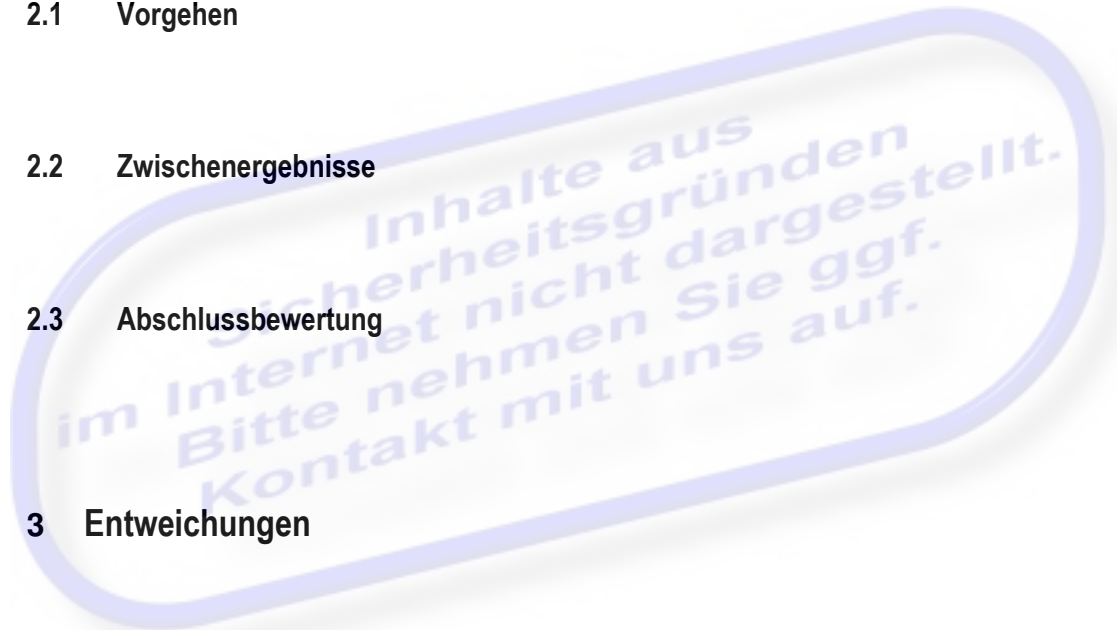 2.1 Vorgehen
2.2 Zwischenergebnisse
2.3 Abschlussbewertung
3 Entweichungen
Inhalte aus
Sicherheitsgründen
im Internet nicht dargestellt.
Bitte nehmen Sie ggf.
Kontakt mit uns auf.